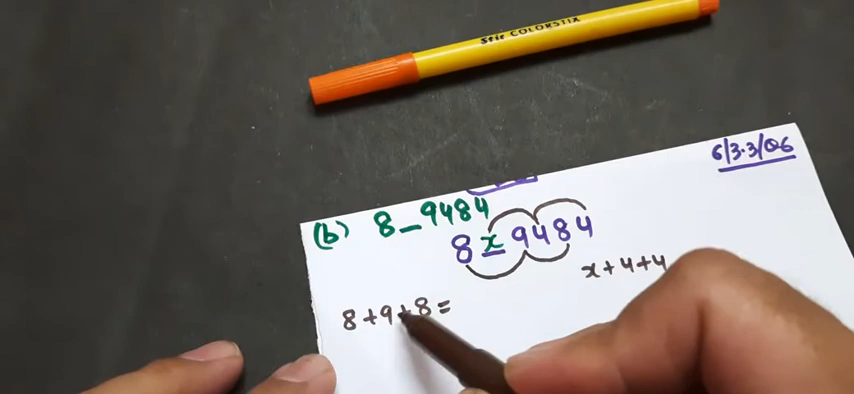 Stic COLORSTIX
6/3.3/Q6
(b) 8_9484
8x9484
x+4+4
8+9+8=